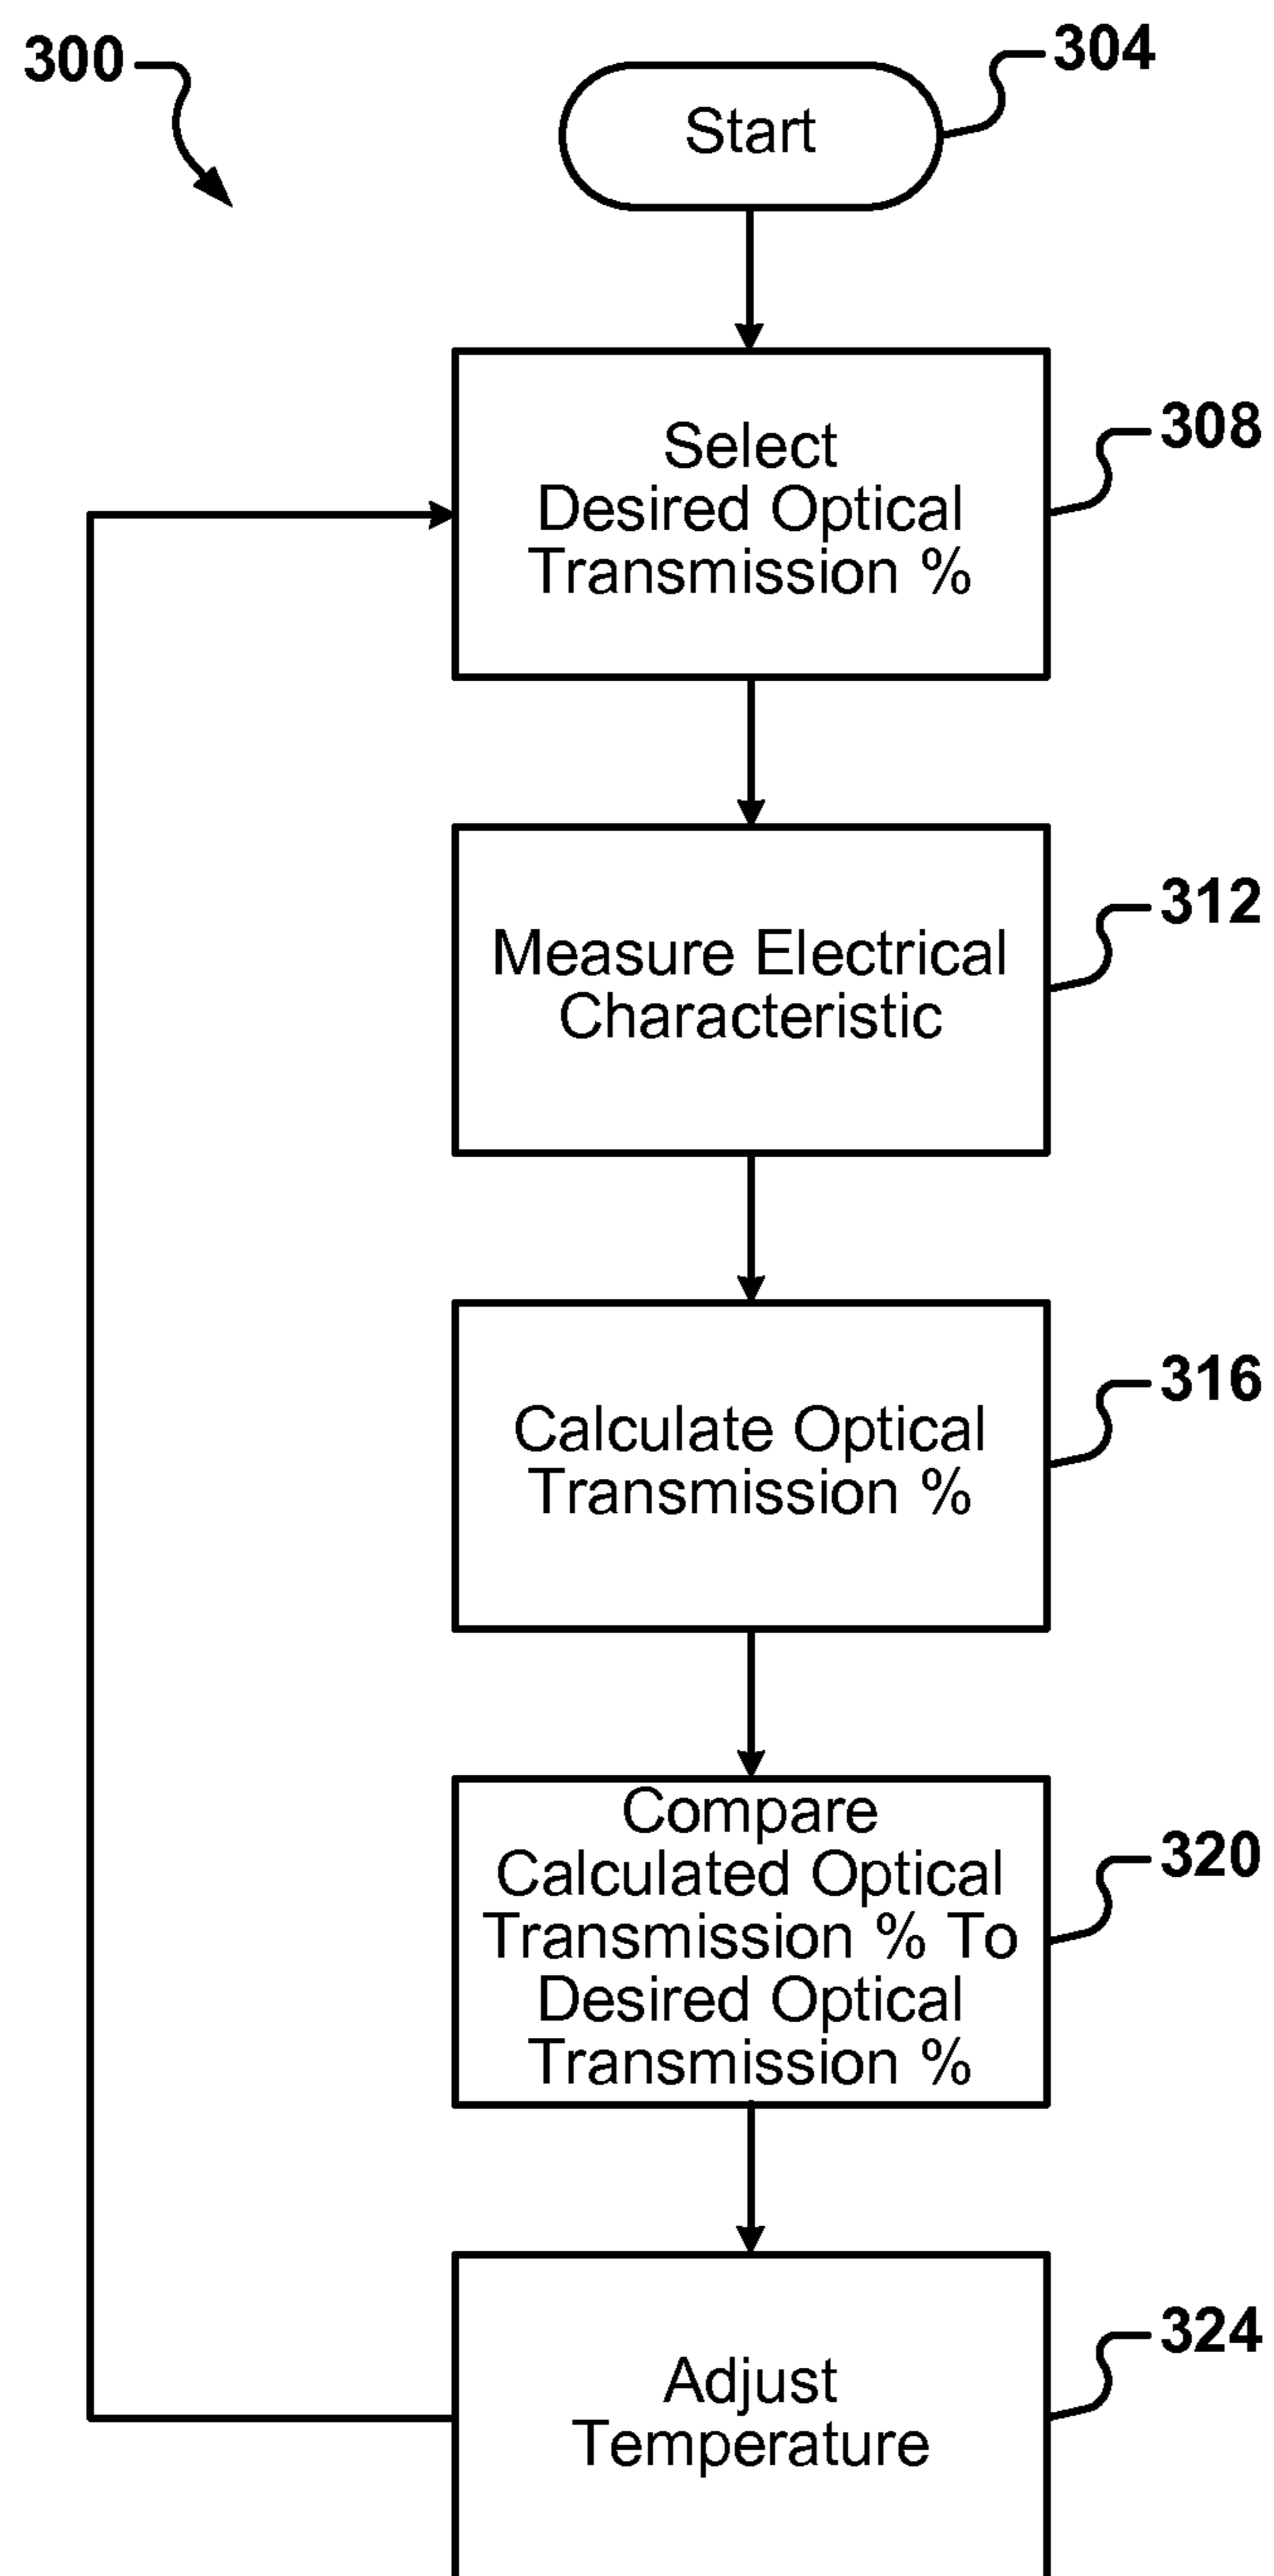 300
304
Start
308
Select
Desired Optical
Transmission %
312
Measure Electrical
Characteristic
316
Calculate Optical
Transmission %
320
Compare
Calculated Optical
Transmission % To
Desired Optical
Transmission %
324
Adjust
Temperature